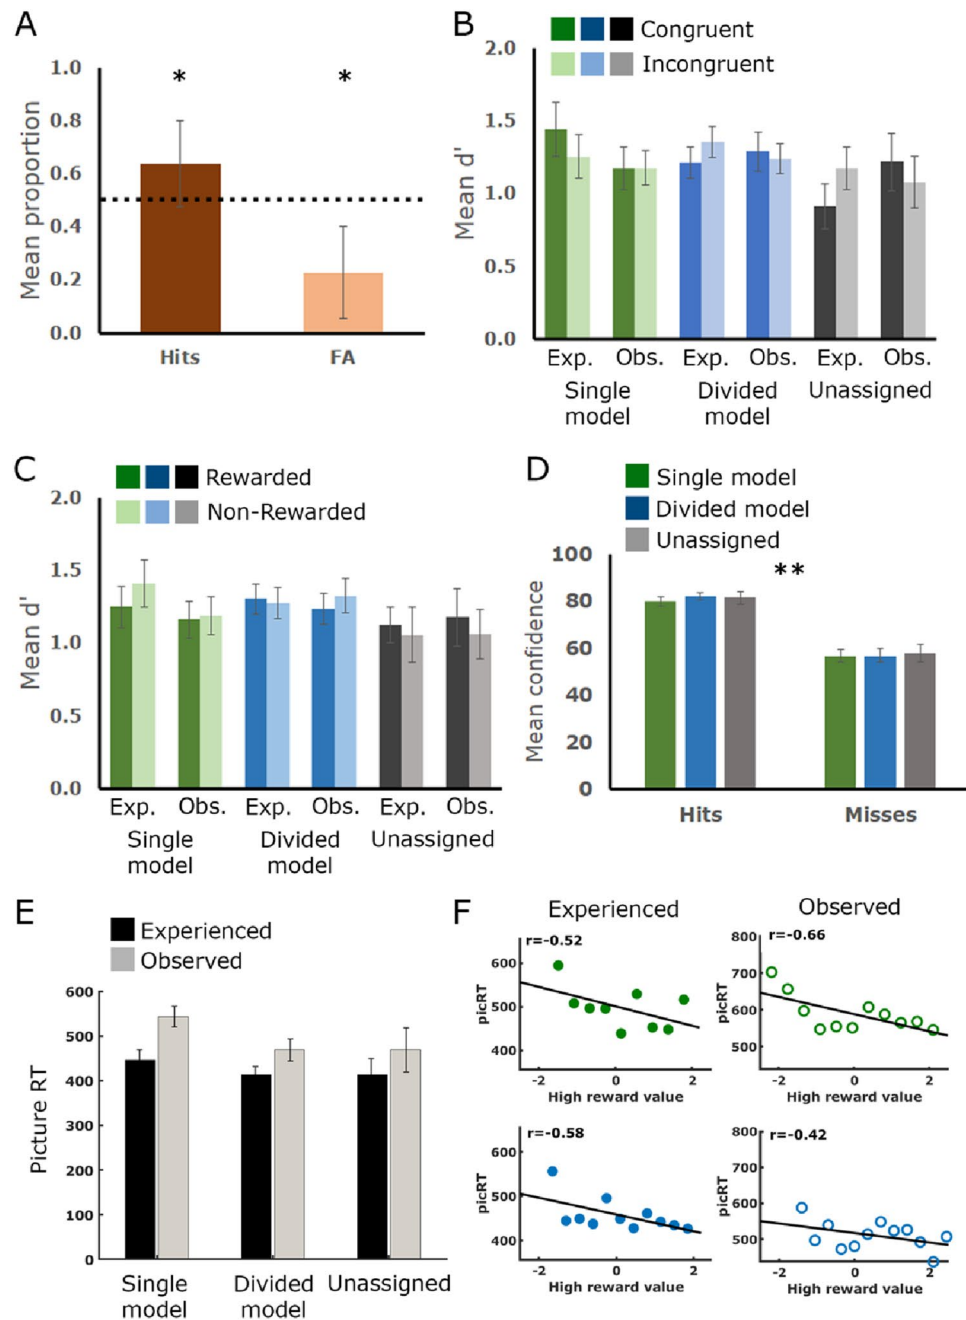 A
Mean proportion
1.0
0.8
0.6
0.4
0.2
0.0
*
*
Hits FA
B
Congruent
Incongruent
Mean d'
2.0
1.5
1.0
0.5
0.0
Exp. Obs. Exp. Obs. Exp. Obs.
Single Divided Unassigned
model model
C
Rewarded
Non-Rewarded
Mean d'
2.0
1.5
1.0
0.5
0.0
Exp. Obs. Exp. Obs. Exp. Obs.
Single Divided Unassigned
model model
D
Single model
Divided model
Unassigned
Mean confidence
100
80
60
40
20
0
**
Hits Misses
E
Experienced
Observed
Picture RT
600
500
400
300
200
100
0
Single Divided Unassigned
model model
F
Experienced Observed
r=-0.52
picRT
600
500
400
-2 0 2
High reward value
r=-0.66
picRT
800
700
600
500
-2 0 2
High reward value
r=-0.58
picRT
600
500
400
-2 0 2
High reward value
r=-0.42
picRT
800
700
600
500
-2 0 2
High reward value